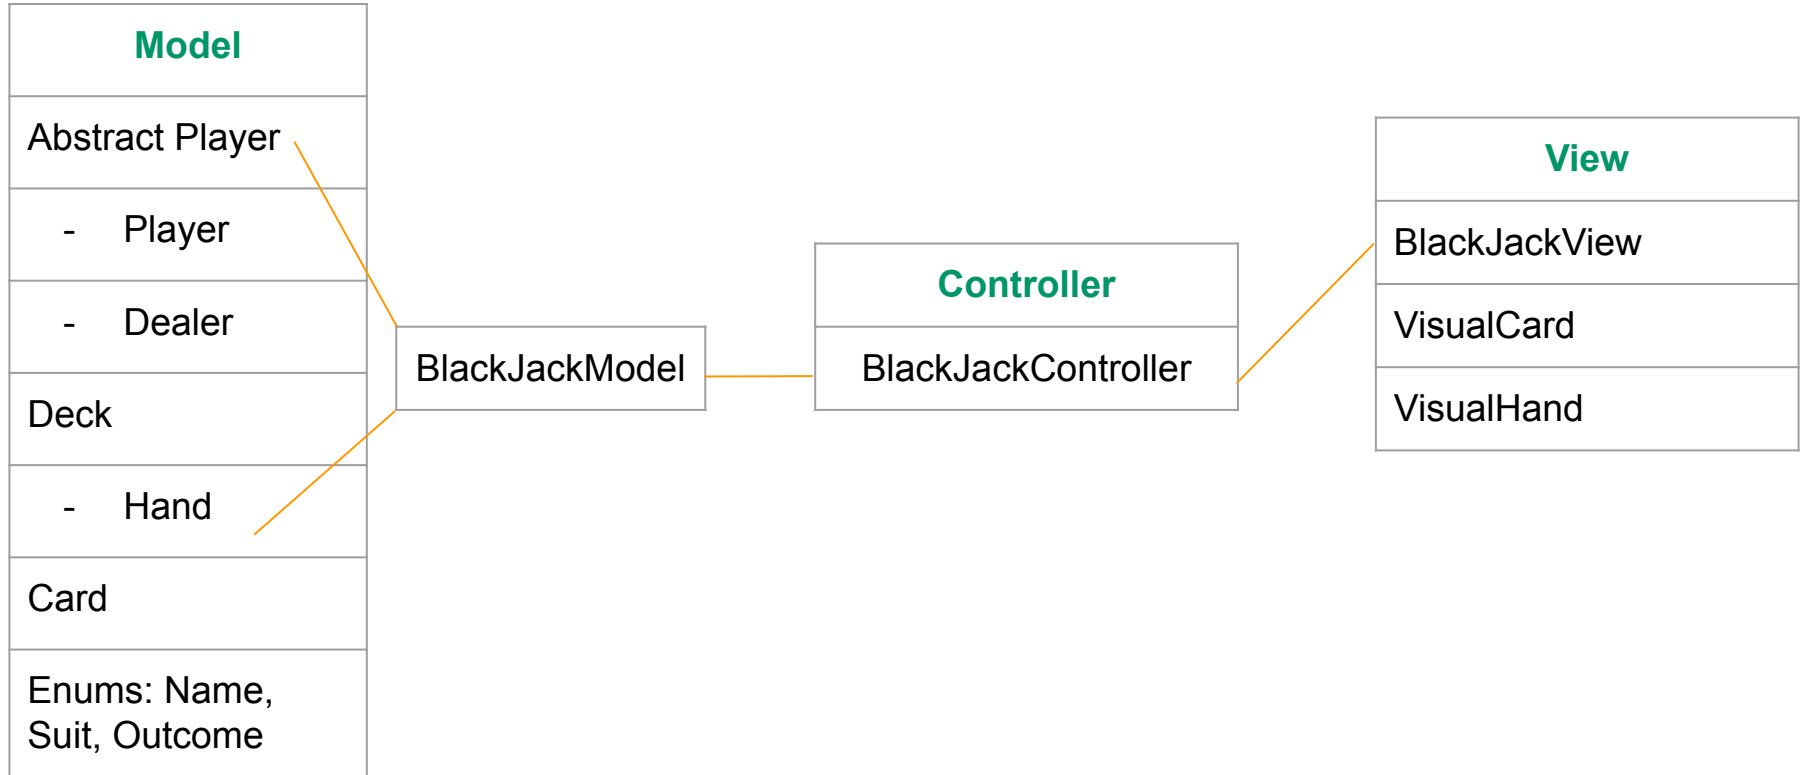 Model
Abstract Player
- Player
- Dealer
Deck
- Hand
Card
Enums: Name,
Suit, Outcome
BlackJackModel
Controller
BlackJackController
View
BlackJackView
VisualCard
VisualHand